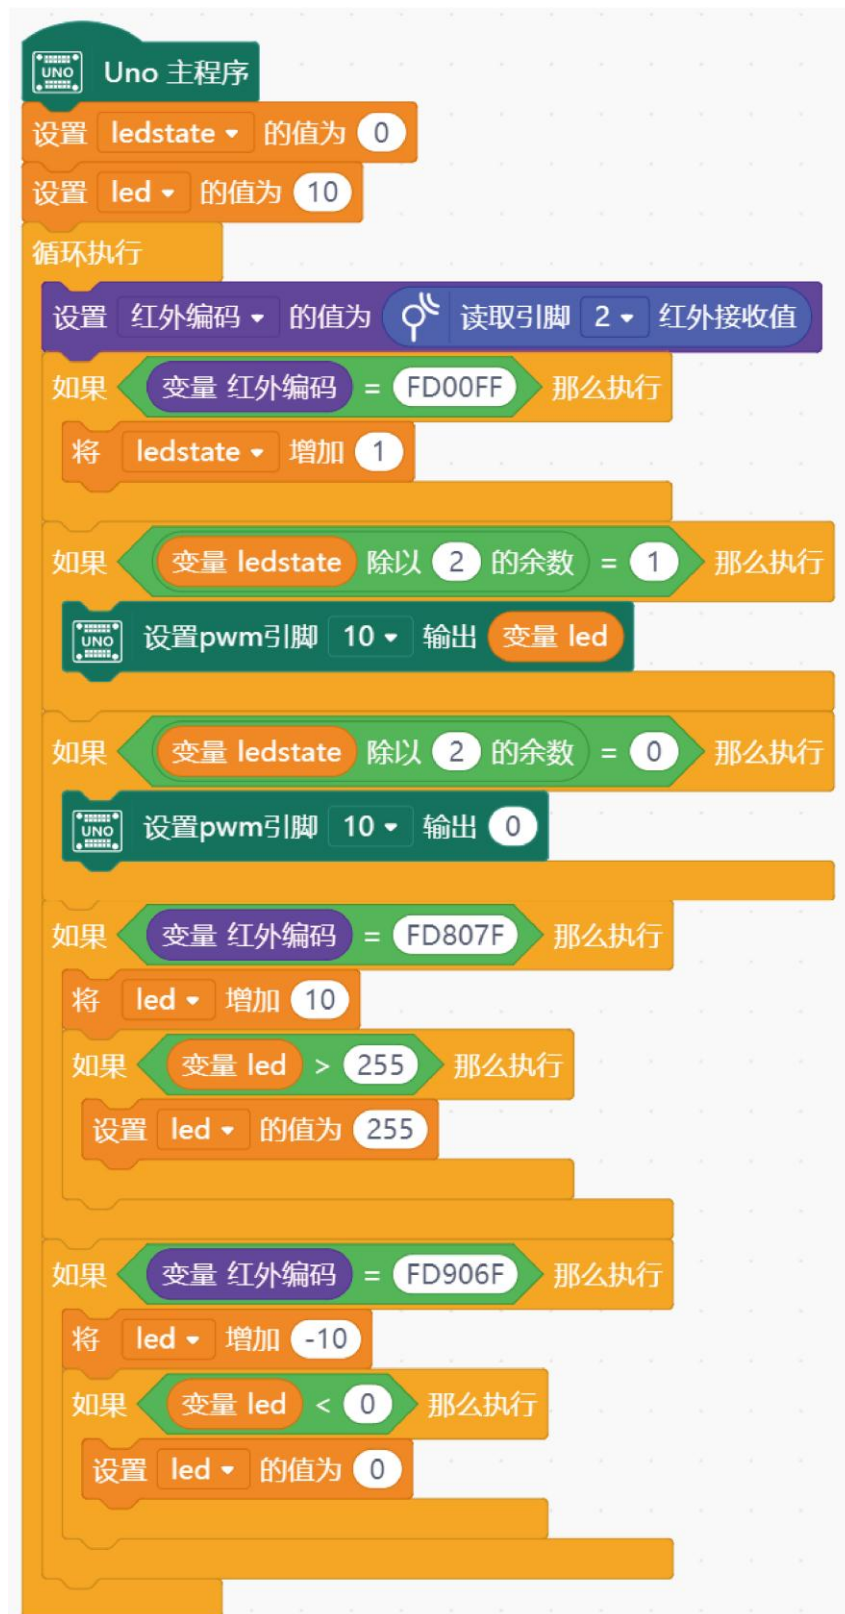 UNO Uno 主程序
设置 ledstate 的值为 0
设置 led 的值为 10
循环执行
设置 红外编码 的值为 读取引脚 2 红外接收值
如果 变量 红外编码 = FD00FF 那么执行
将 ledstate 增加 1
如果 变量 ledstate 除以 2 的余数 = 1 那么执行
UNO 设置pwm引脚 10 输出 变量 led
如果 变量 ledstate 除以 2 的余数 = 0 那么执行
UNO 设置pwm引脚 10 输出 0
如果 变量 红外编码 = FD807F 那么执行
将 led 增加 10
如果 变量 led > 255 那么执行
设置 led 的值为 255
如果 变量 红外编码 = FD906F 那么执行
将 led 增加 -10
如果 变量 led < 0 那么执行
设置 led 的值为 0